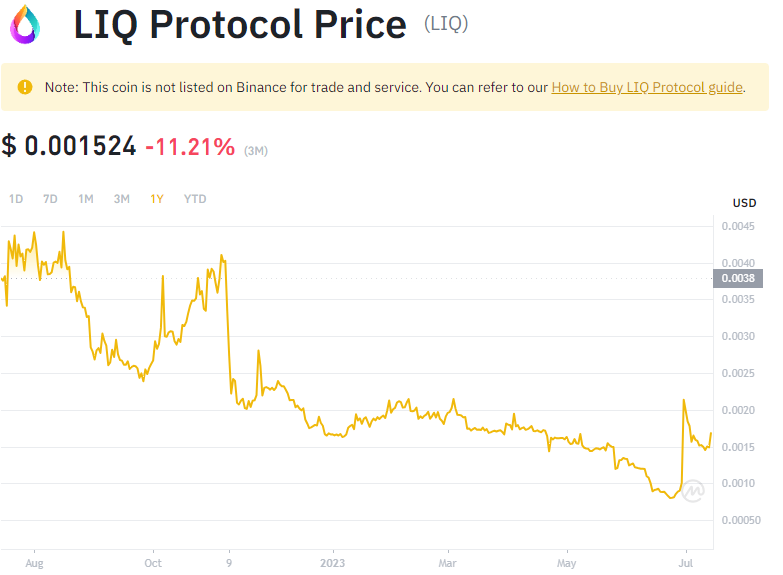 LIQ Protocol Price (LIQ)
Note: This coin is not listed on Binance for trade and service. You can refer to our How to Buy LIQ Protocol guide.
$ 0.001524 -11.21% (3M)
1D 7D 1M 3M 1Y YTD
USD
0.0045
0.0040
0.0038
0.0035
0.0030
0.0025
0.0020
0.0015
0.0010
0.00050
Aug Oct 9 2023 Mar May Jul